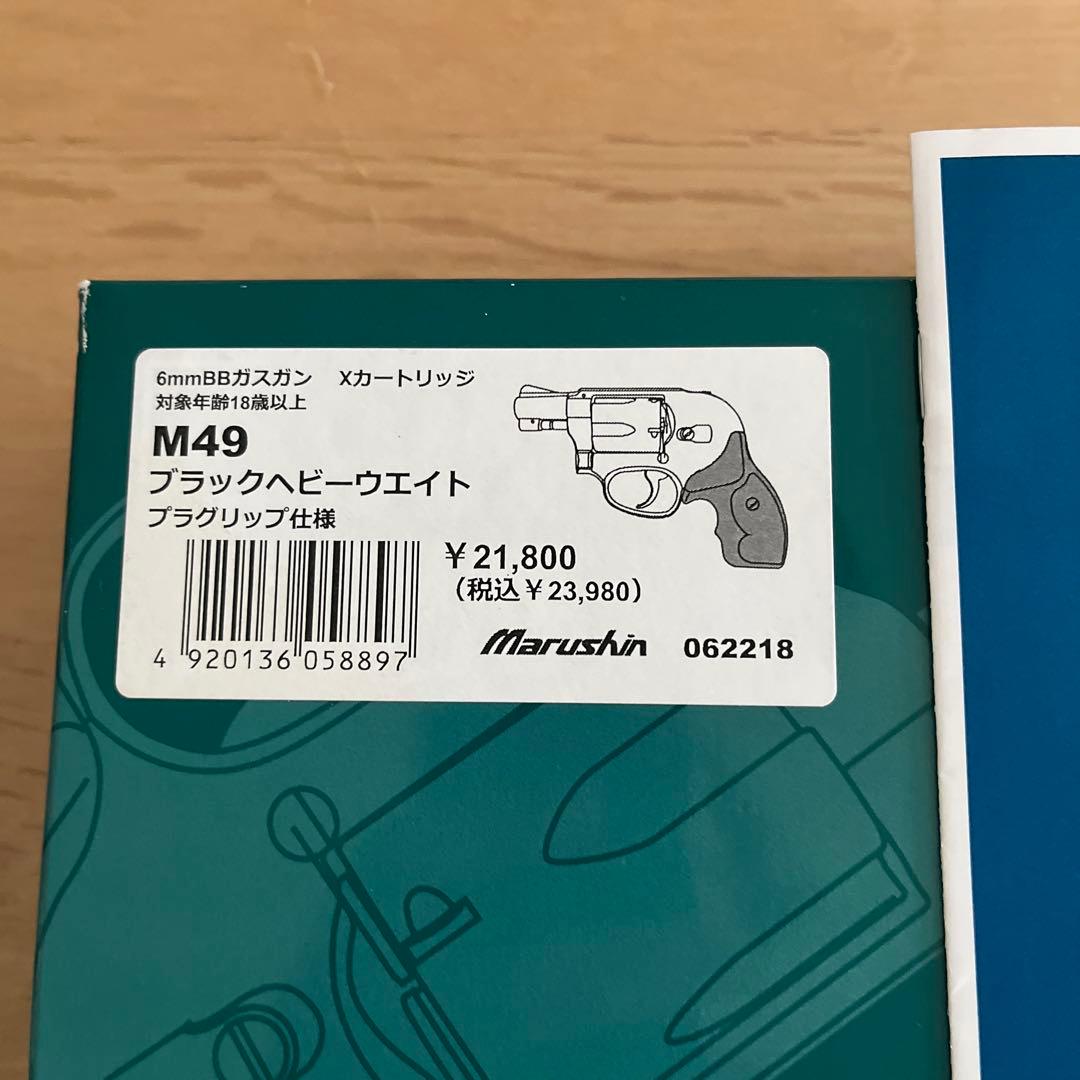 6mmBBガスガン Xカートリッジ
対象年齢18歳以上
M49
ブラックヘビーウエイト
プラグリップ仕様
￥21,800
（税込￥23,980）
4 920136 058897
Marushin 062218